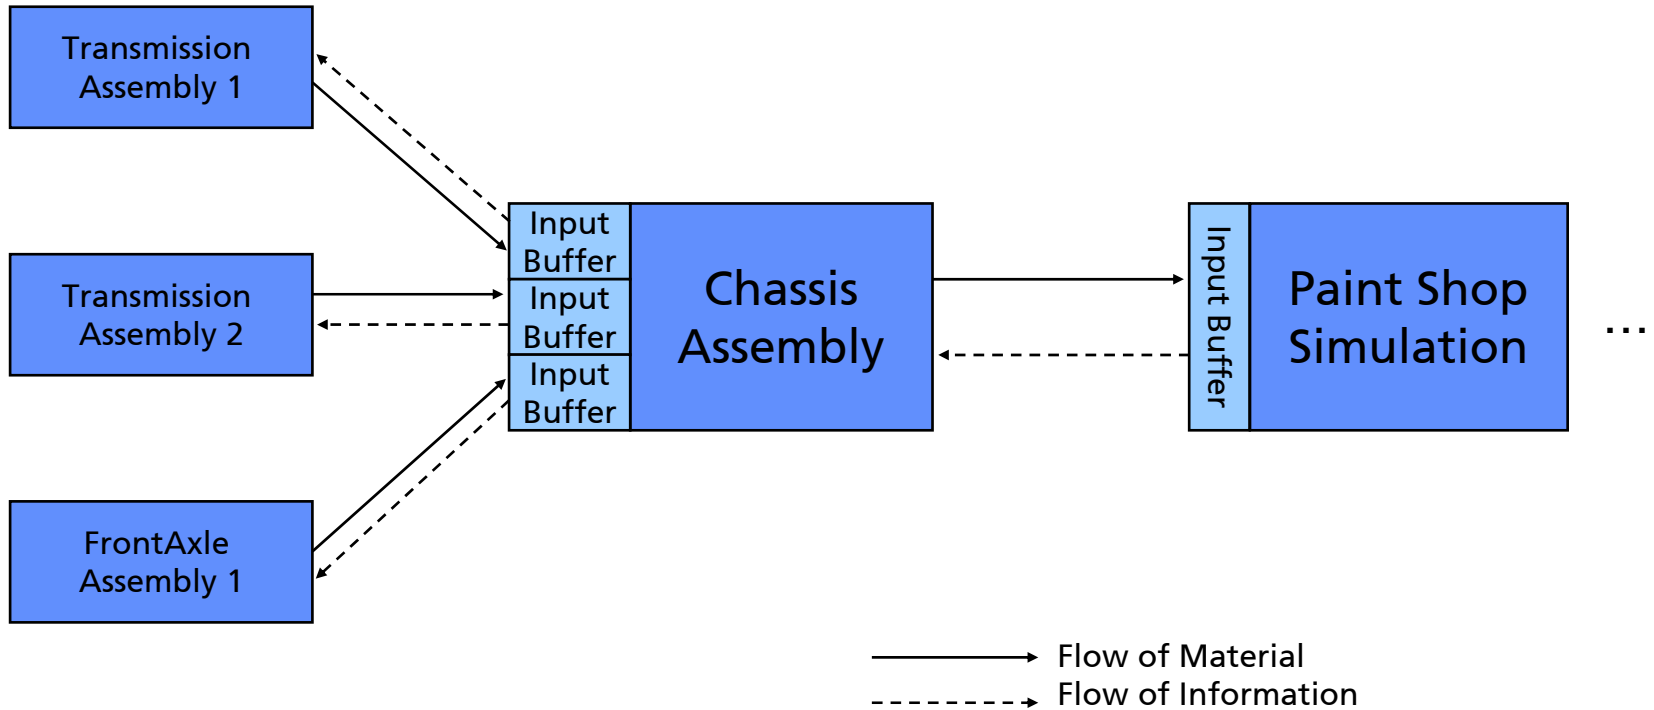 Transmission
Assembly 1
Transmission
Assembly 2
FrontAxle
Assembly 1
Input
Buffer
Input
Buffer
Input
Buffer
Chassis
Assembly
Input Buffer
Paint Shop
Simulation
...
Flow of Material
Flow of Information